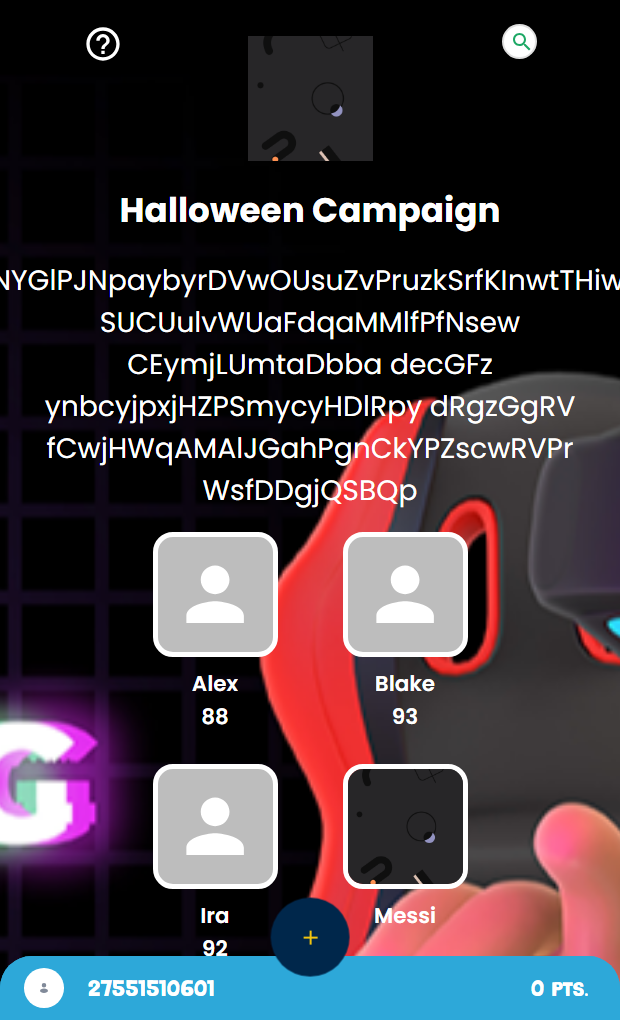 Halloween Campaign
NYGlPJNpaybyrDVwOUsuZvPruzkSrfKInwtTHiw
SUCUulvWUaFdqaMMlfPfNsew
CEymjLUmtaDbba decGFz
ynbcyjpxjHZPSmycyHDlRpy dRgzGgRV
fCwjHWqAMAlJGahPgnCkYPZscwRVPr
WsfDDgjQSBQp
Alex
88
Blake
93
G
Ira
92
Messi
+
27551510601
0 PTS.